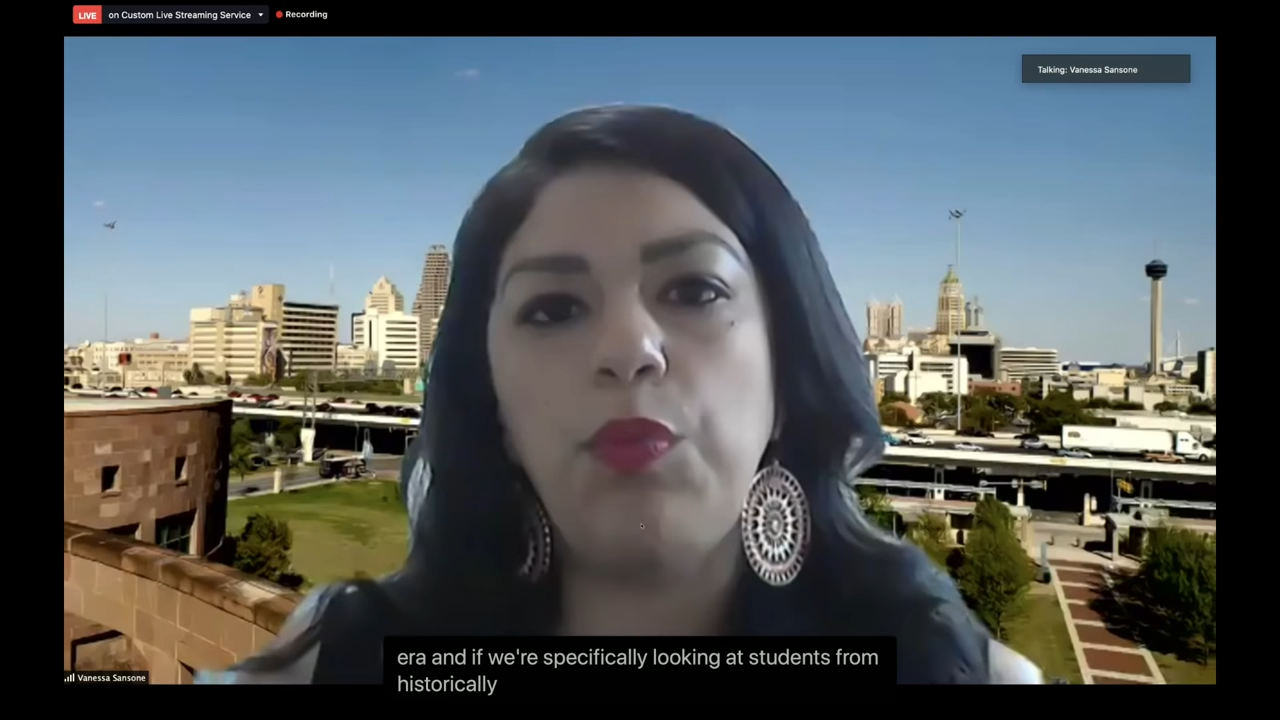 LIVE on Custom Live Streaming Service Recording
Talking: Vanessa Sansone
era and if we're specifically looking at students from
historically
Vanessa Sansone